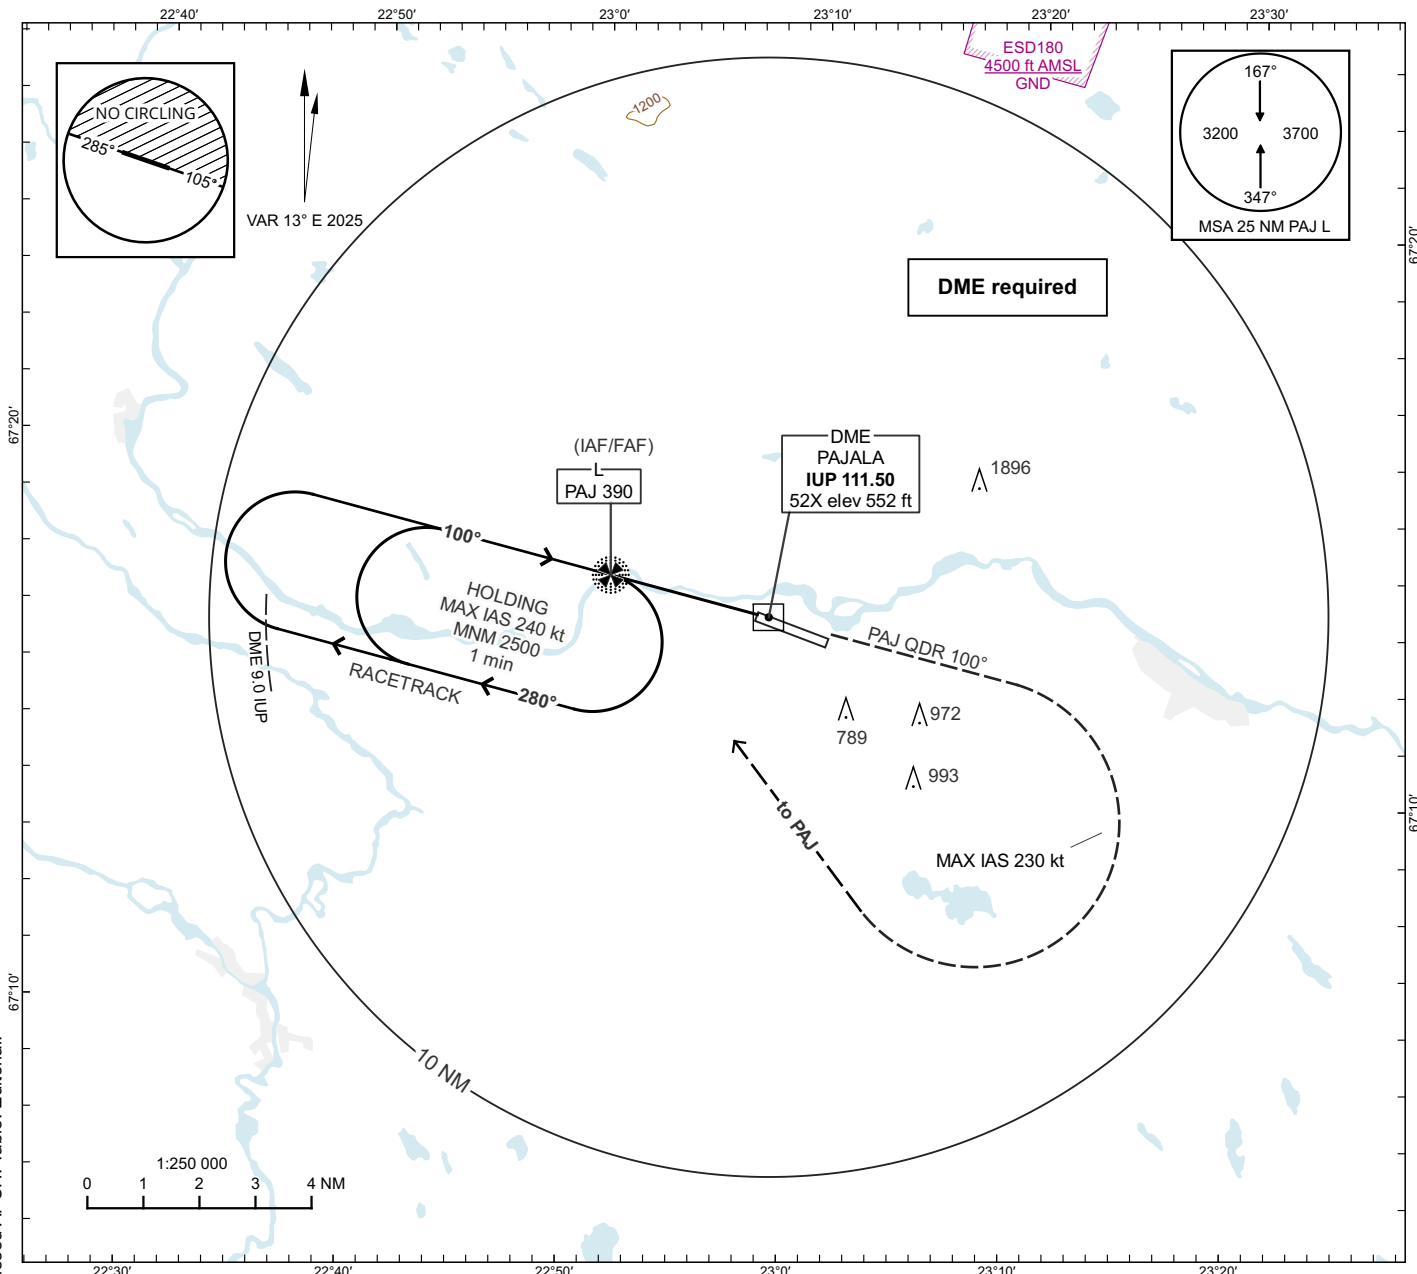 22°40′ 22°50′ 23°0′ 23°10′ 23°20′ 23°30′
ESD180
4500 ft AMSL
GND
NO CIRCLING
285°
105°
VAR 13° E 2025
1200
167°
3200 3700
347°
MSA 25 NM PAJ L
67°20′
DME required
67°20′
(IAF/FAF)
L
PAJ 390
DME
PAJALA
IUP 111.50
52X elev 552 ft
1896
100°
HOLDING
MAX IAS 240 kt
MNM 2500
1 min
280°
RACETRACK
DME 9.0 IUP
PAJ QDR 100°
972
789
993
to PAJ
MAX IAS 230 kt
67°10′
67°10′
10 NM
1:250 000
0 1 2 3 4 NM
22°30′ 22°40′ 22°50′ 23°0′ 23°10′ 23°20′